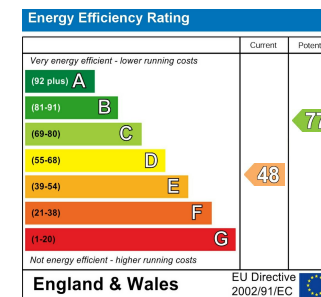 Energy Efficiency Rating
Current Potent
Very energy efficient - lower running costs
(92 plus) A
(81-91) B
77
(69-80) C
(55-68) D
48
(39-54) E
(21-38) F
(1-20) G
Not energy efficient - higher running costs
England & Wales
EU Directive
2002/91/EC